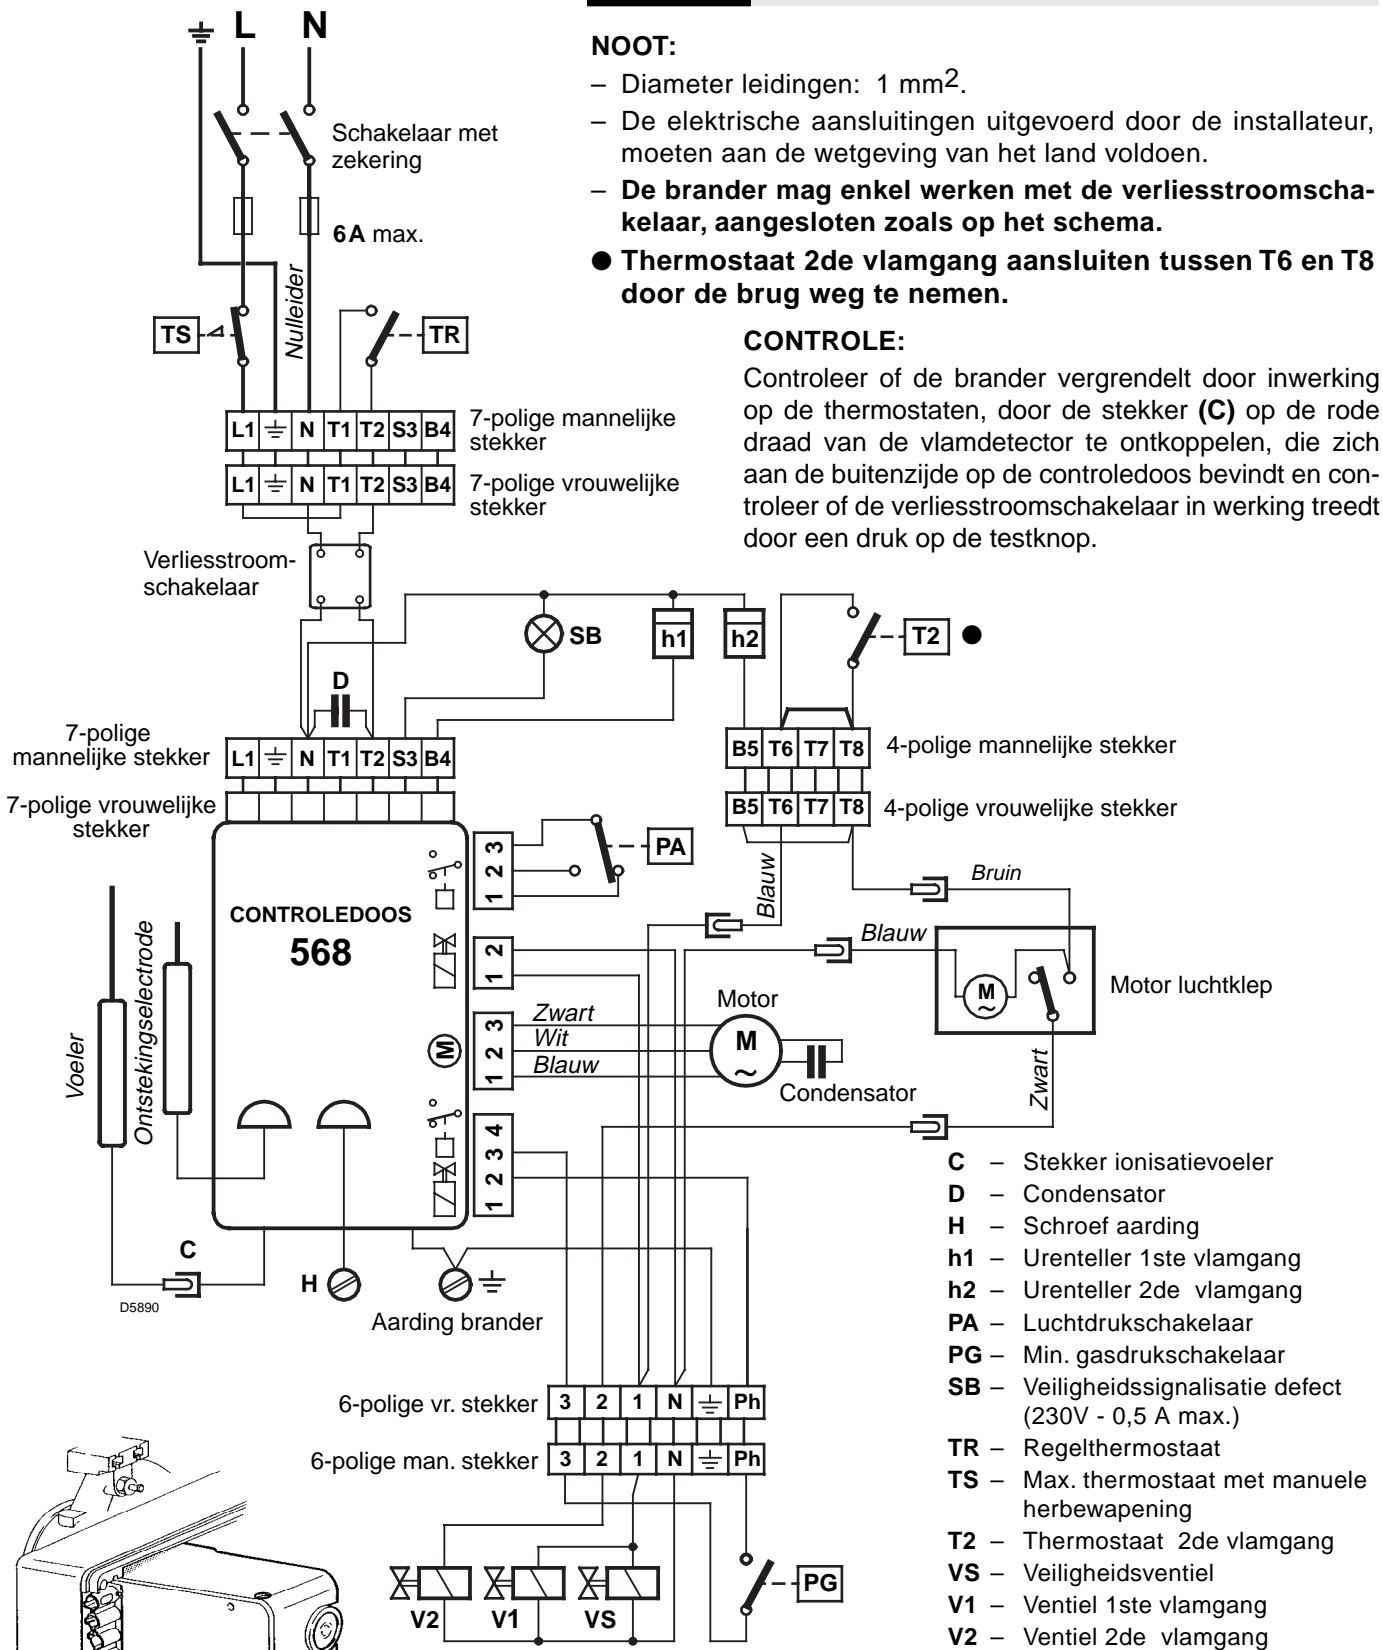 L N
NOOT:
– Diameter leidingen: 1 mm2.
– De elektrische aansluitingen uitgevoerd door de installateur,
moeten aan de wetgeving van het land voldoen.
– De brander mag enkel werken met de verliesstroomscha-
kelaar, aangesloten zoals op het schema.
● Thermostaat 2de vlamgang aansluiten tussen T6 en T8
door de brug weg te nemen.
CONTROLE:
Controleer of de brander vergrendelt door inwerking
op de thermostaten, door de stekker (C) op de rode
draad van de vlamdetector te ontkoppelen, die zich
aan de buitenzijde op de controledoos bevindt en con-
troleer of de verliesstroomschakelaar in werking treedt
door een druk op de testknop.
Schakelaar met
zekering
6A max.
Nulleider
TS
TR
L1 N T1 T2 S3 B4
7-polige mannelijke
stekker
L1 N T1 T2 S3 B4
7-polige vrouwelijke
stekker
Verliesstroom-
schakelaar
SB
h1
h2
T2 ●
D
7-polige
mannelijke stekker
L1 N T1 T2 S3 B4
B5 T6 T7 T8
4-polige mannelijke stekker
7-polige vrouwelijke
stekker
B5 T6 T7 T8
4-polige vrouwelijke stekker
CONTROLEDOOS
568
3
2
1
PA
Blauw
Bruin
2
1
Blauw
Motor luchtklep
M
~
Zwart
Voeler
Ontstekingselectrode
M
3
2
1
Zwart
Wit
Blauw
Motor
M
~
Condensator
4
3
2
1
C
H
D5890
Aarding brander
C – Stekker ionisatievoeler
D – Condensator
H – Schroef aarding
h1 – Urenteller 1ste vlamgang
h2 – Urenteller 2de vlamgang
PA – Luchtdrukschakelaar
PG – Min. gasdrukschakelaar
SB – Veiligheidssignalisatie defect
(230V - 0,5 A max.)
TR – Regelthermostaat
TS – Max. thermostaat met manuele
herbewapening
T2 – Thermostaat 2de vlamgang
VS – Veiligheidsventiel
V1 – Ventiel 1ste vlamgang
V2 – Ventiel 2de vlamgang
6-polige vr. stekker
3 2 1 N Ph
6-polige man. stekker
3 2 1 N Ph
V2 V1 VS
PG